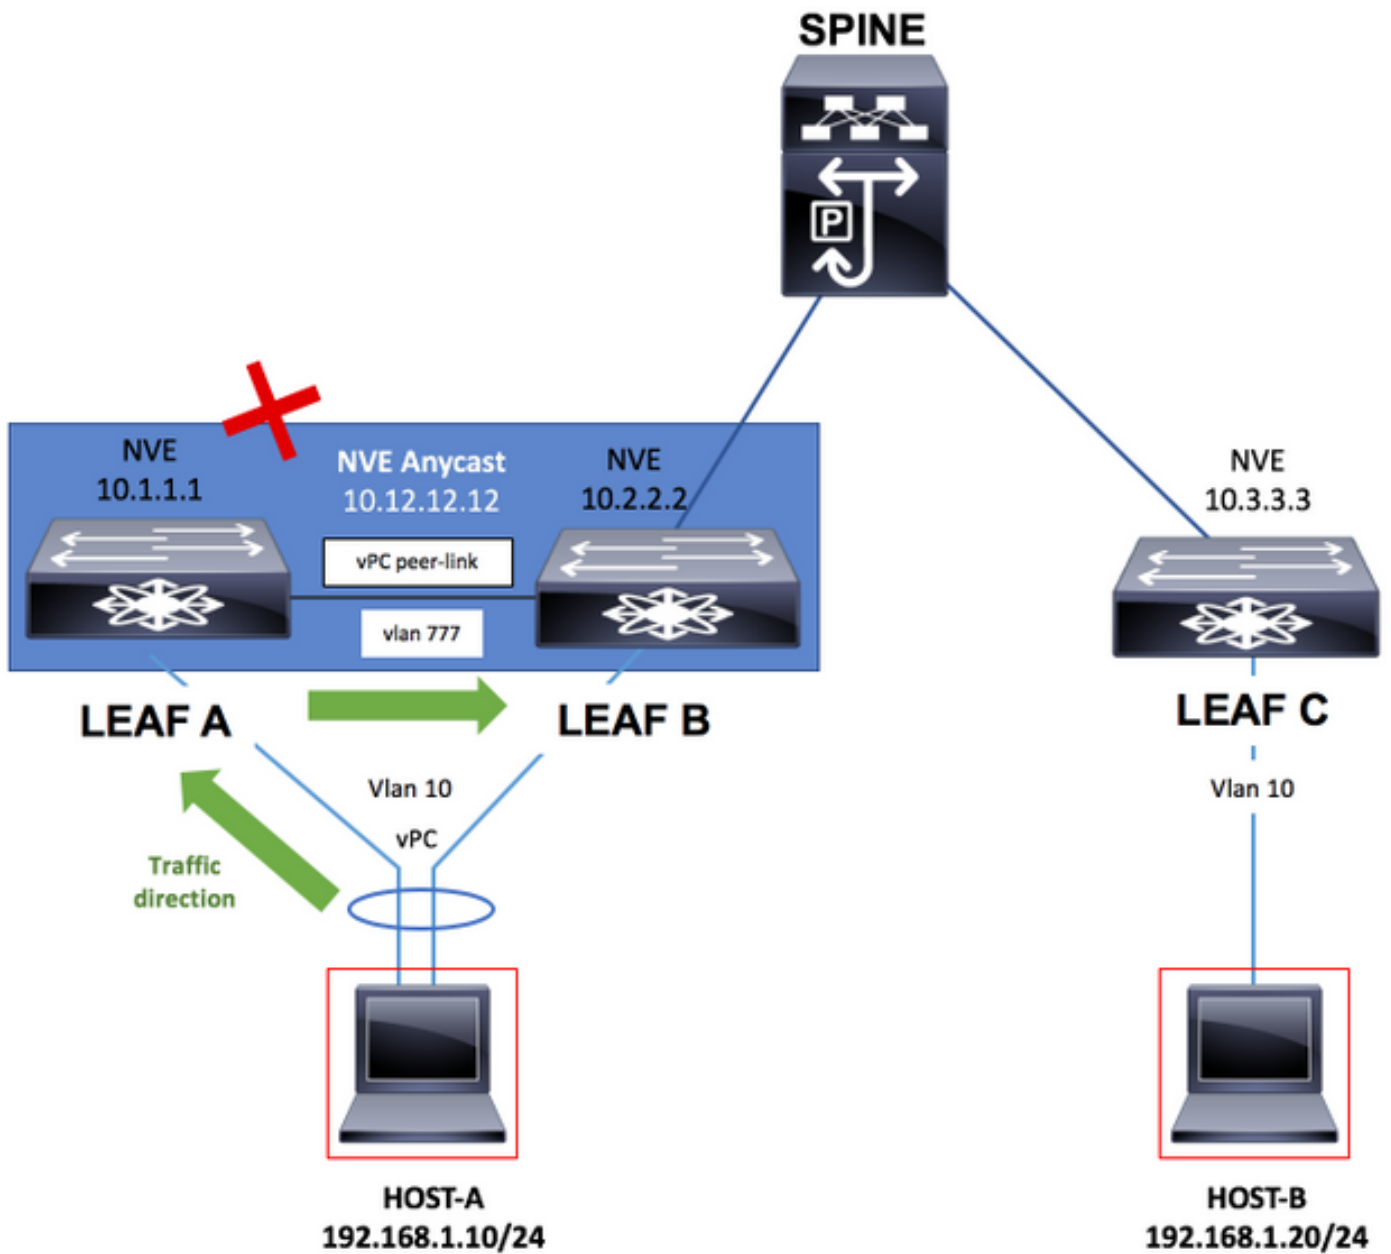 SPINE
P
NVE
10.1.1.1
NVE Anycast
10.12.12.12
NVE
10.2.2.2
NVE
10.3.3.3
vPC peer-link
vlan 777
LEAF A
LEAF B
LEAF C
Vlan 10
vPC
Vlan 10
Traffic
direction
HOST-A
192.168.1.10/24
HOST-B
192.168.1.20/24